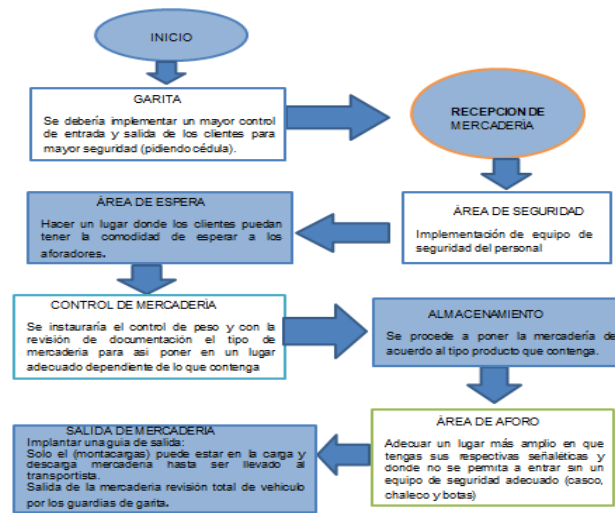 INICIO
GARITA
Se debería implementar un mayor control
de entrada y salida de los clientes para
mayor seguridad (pidiendo cédula).
RECEPCION DE
MERCADERÍA
ÁREA DE SEGURIDAD
Implementación de equipo de
seguridad del personal
ÁREA DE ESPERA
Hacer un lugar donde los clientes puedan
tener la comodidad de esperar a los
aforadores.
CONTROL DE MERCADERÍA
Se instauraría el control de peso y con la
revisión de documentación el tipo de
mercaderia para asi poner en un lugar
adecuado dependiente de lo que contenga
ALMACENAMIENTO
Se procede a poner la mercadería de
acuerdo al tipo producto que contenga.
ÁREA DE AFORO
Adecuar un lugar más amplio en que
tengas sus respectivas señaléticas y
donde no se permita a entrar sin un
equipo de seguridad adecuado (casco,
chaleco y botas)
SALIDA DE MERCADERIA
Implantar una guia de salida:
Solo el (montacargas) puede estar en la carga y
descarga mercaderia hasta ser llevado al
transportista.
Salida de la mercaderia revisión total de vehiculo
por los guardias de garita.